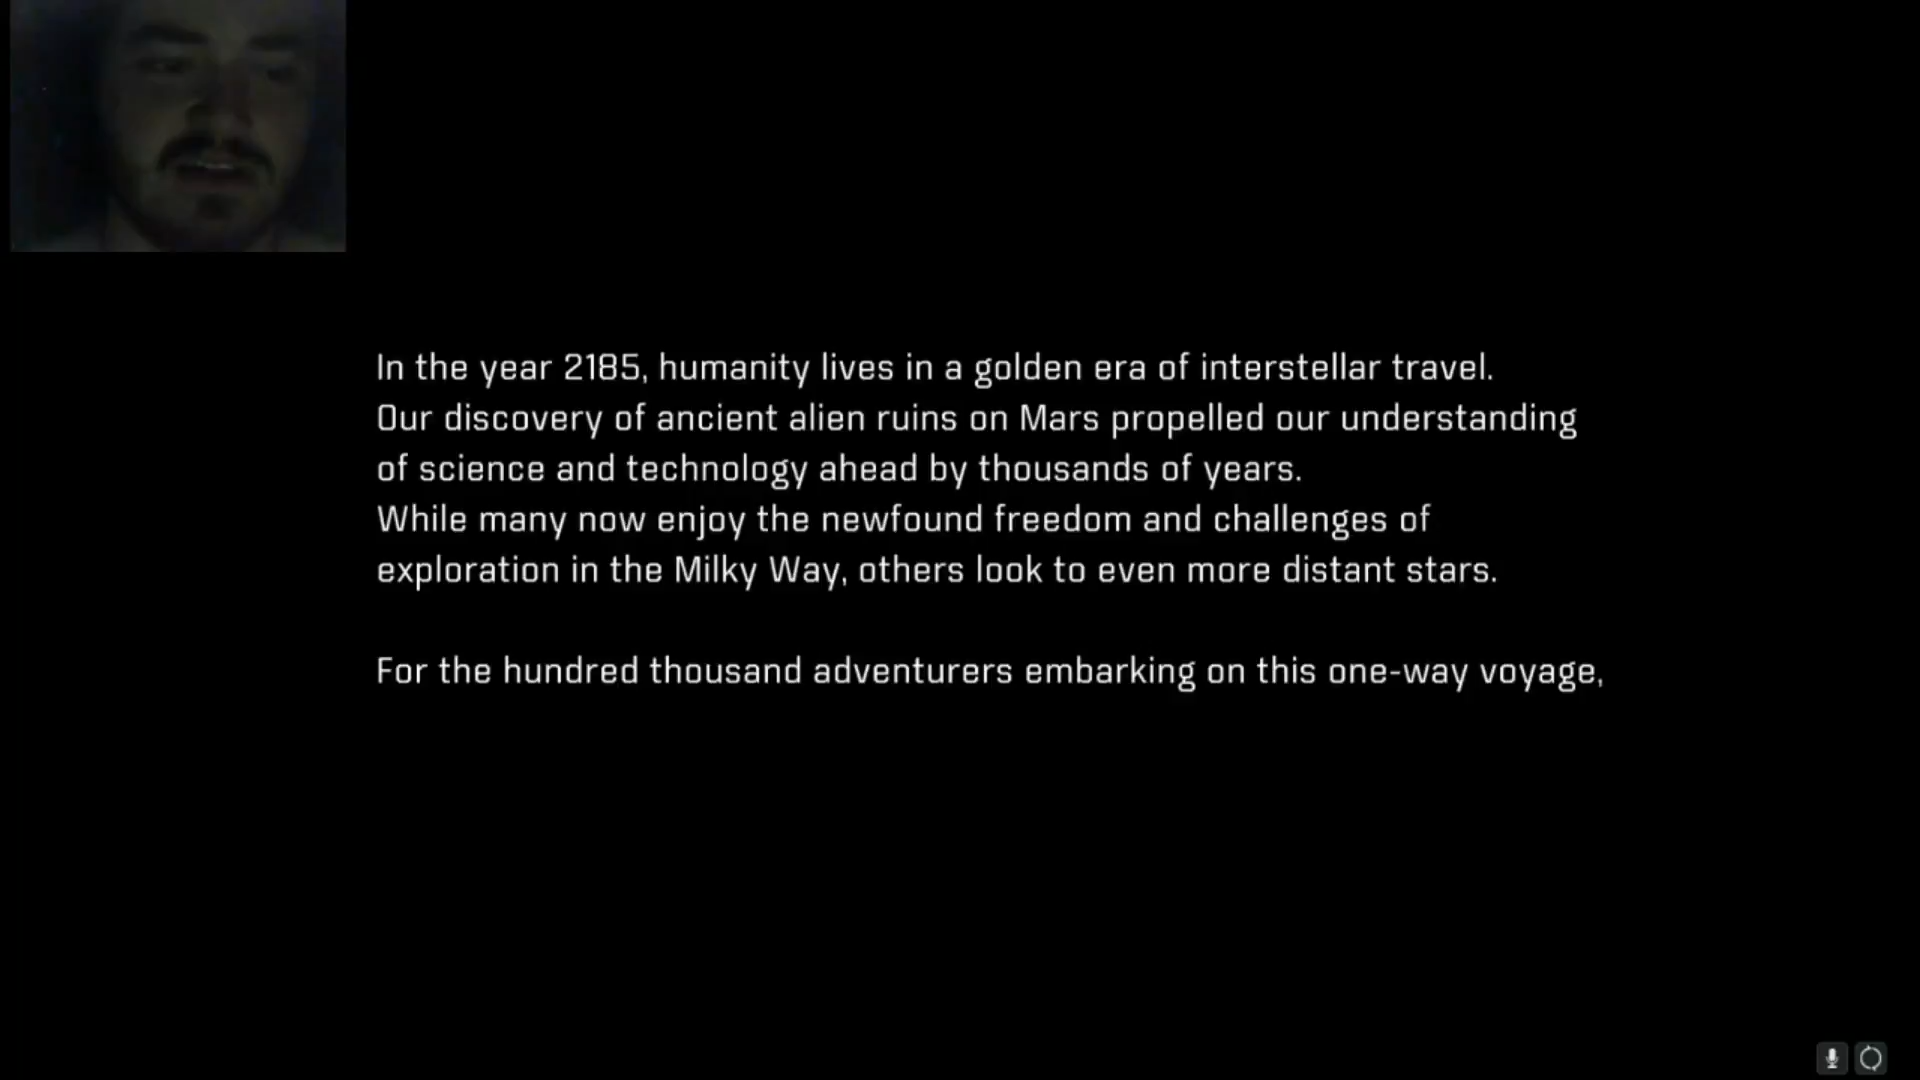 In the year 2185, humanity lives in a golden era of interstellar travel.
Our discovery of ancient alien ruins on Mars propelled our understanding
of science and technology ahead by thousands of years.
While many now enjoy the newfound freedom and challenges of
exploration in the Milky Way, others look to even more distant stars.
For the hundred thousand adventurers embarking on this one-way voyage,